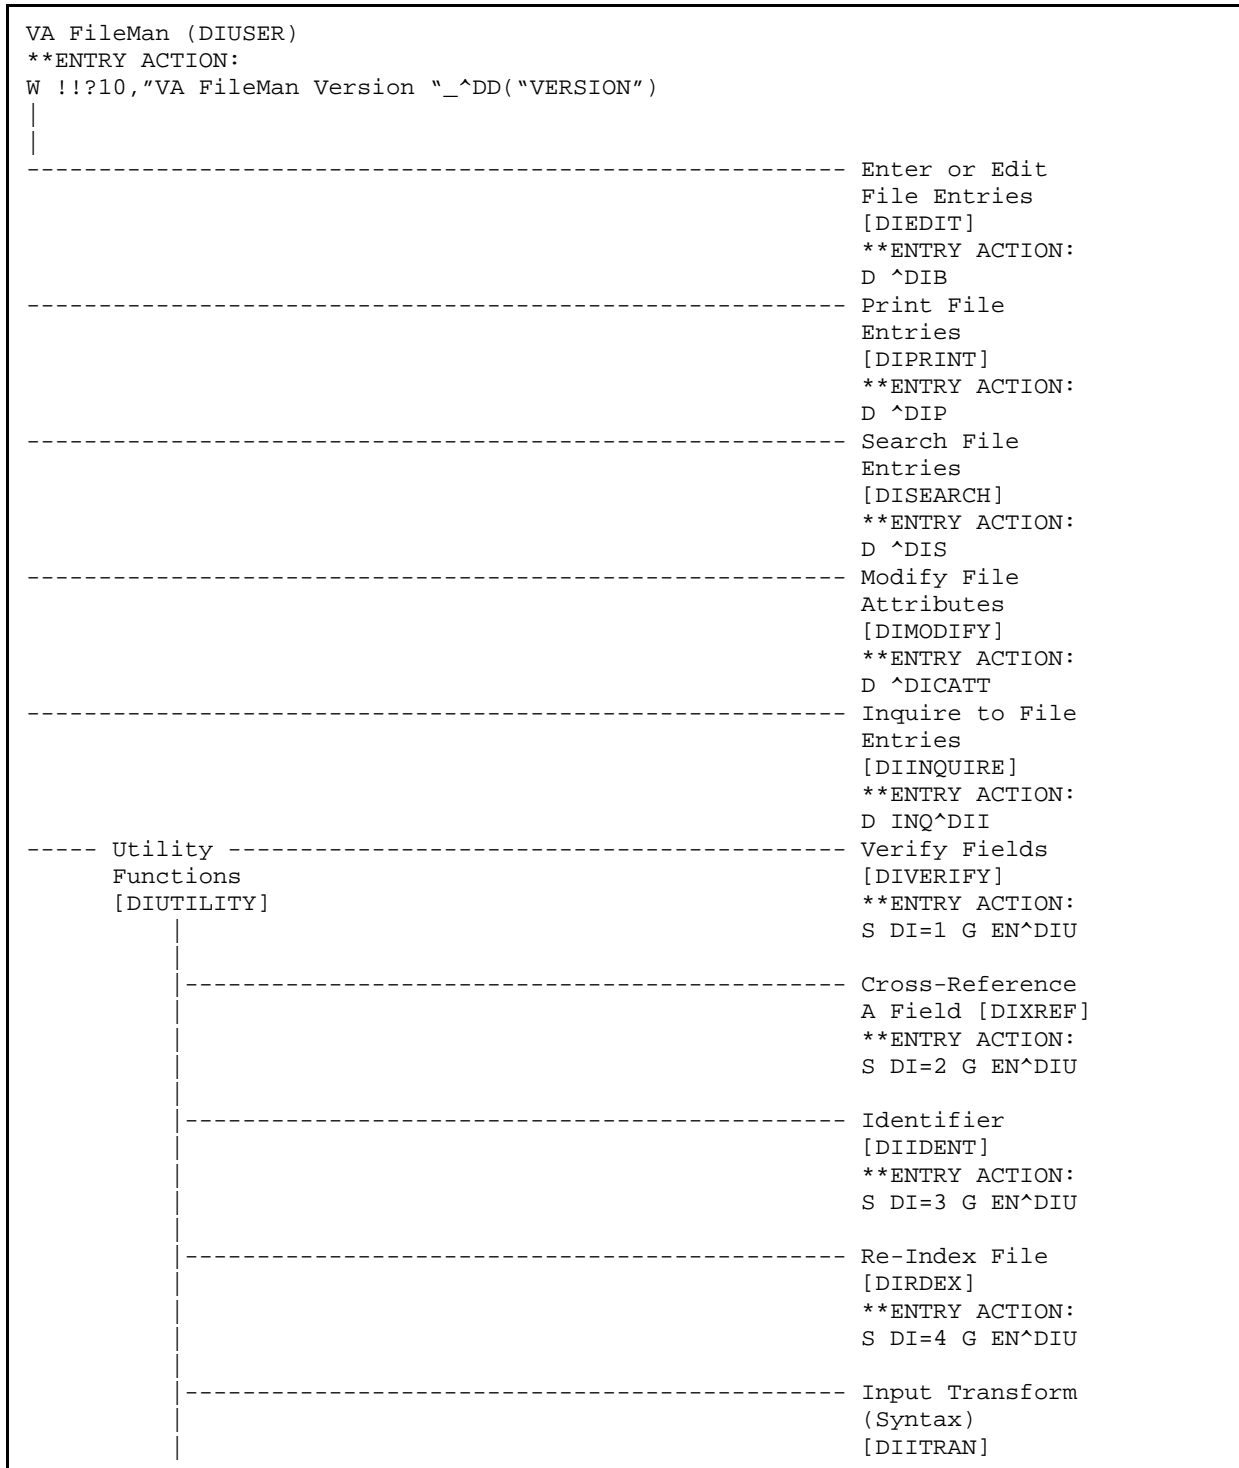 VA FileMan (DIUSER)
**ENTRY ACTION:
W !!?10,”VA FileMan Version “_^DD(“VERSION”)
|
|
--------------------------------------------------------- Enter or Edit
File Entries
[DIEDIT]
**ENTRY ACTION:
D ^DIB
--------------------------------------------------------- Print File
Entries
[DIPRINT]
**ENTRY ACTION:
D ^DIP
--------------------------------------------------------- Search File
Entries
[DISEARCH]
**ENTRY ACTION:
D ^DIS
--------------------------------------------------------- Modify File
Attributes
[DIMODIFY]
**ENTRY ACTION:
D ^DICATT
--------------------------------------------------------- Inquire to File
Entries
[DIINQUIRE]
**ENTRY ACTION:
D INQ^DII
----- Utility ------------------------------------------- Verify Fields
Functions [DIVERIFY]
[DIUTILITY] **ENTRY ACTION:
| S DI=1 G EN^DIU
|
|---------------------------------------------- Cross-Reference
| A Field [DIXREF]
| **ENTRY ACTION:
| S DI=2 G EN^DIU
|
|---------------------------------------------- Identifier
| [DIIDENT]
| **ENTRY ACTION:
| S DI=3 G EN^DIU
|
|---------------------------------------------- Re-Index File
| [DIRDEX]
| **ENTRY ACTION:
| S DI=4 G EN^DIU
|
|---------------------------------------------- Input Transform
| (Syntax)
| [DIITRAN]